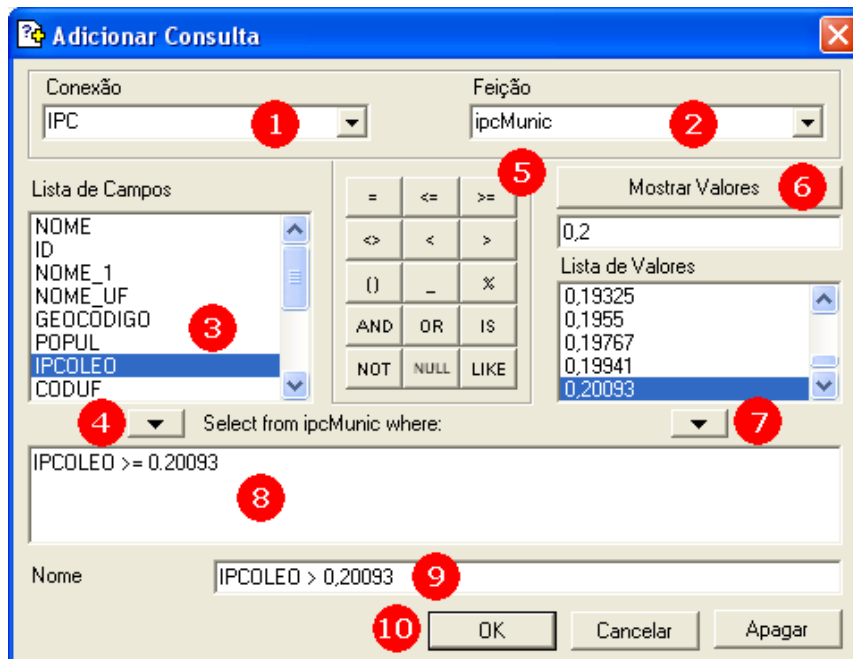 Adicionar Consulta
Conexão Feição
IPC 1 ipcMunic 2
5
Lista de Campos = <= >= Mostrar Valores 6
NOME
ID
NOME_1
NOME_UF
GEOCODIGO
POPUL
IPCOLEO
CODUF
3
<> < >
() _ %
AND OR IS
NOT NULL LIKE
0,2
Lista de Valores
0,19325
0,1955
0,19767
0,19941
0,20093
4 Select from ipcMunic where: 7
IPCOLEO >= 0.20093
8
Nome IPCOLEO > 0,20093 9
10 OK Cancelar Apagar